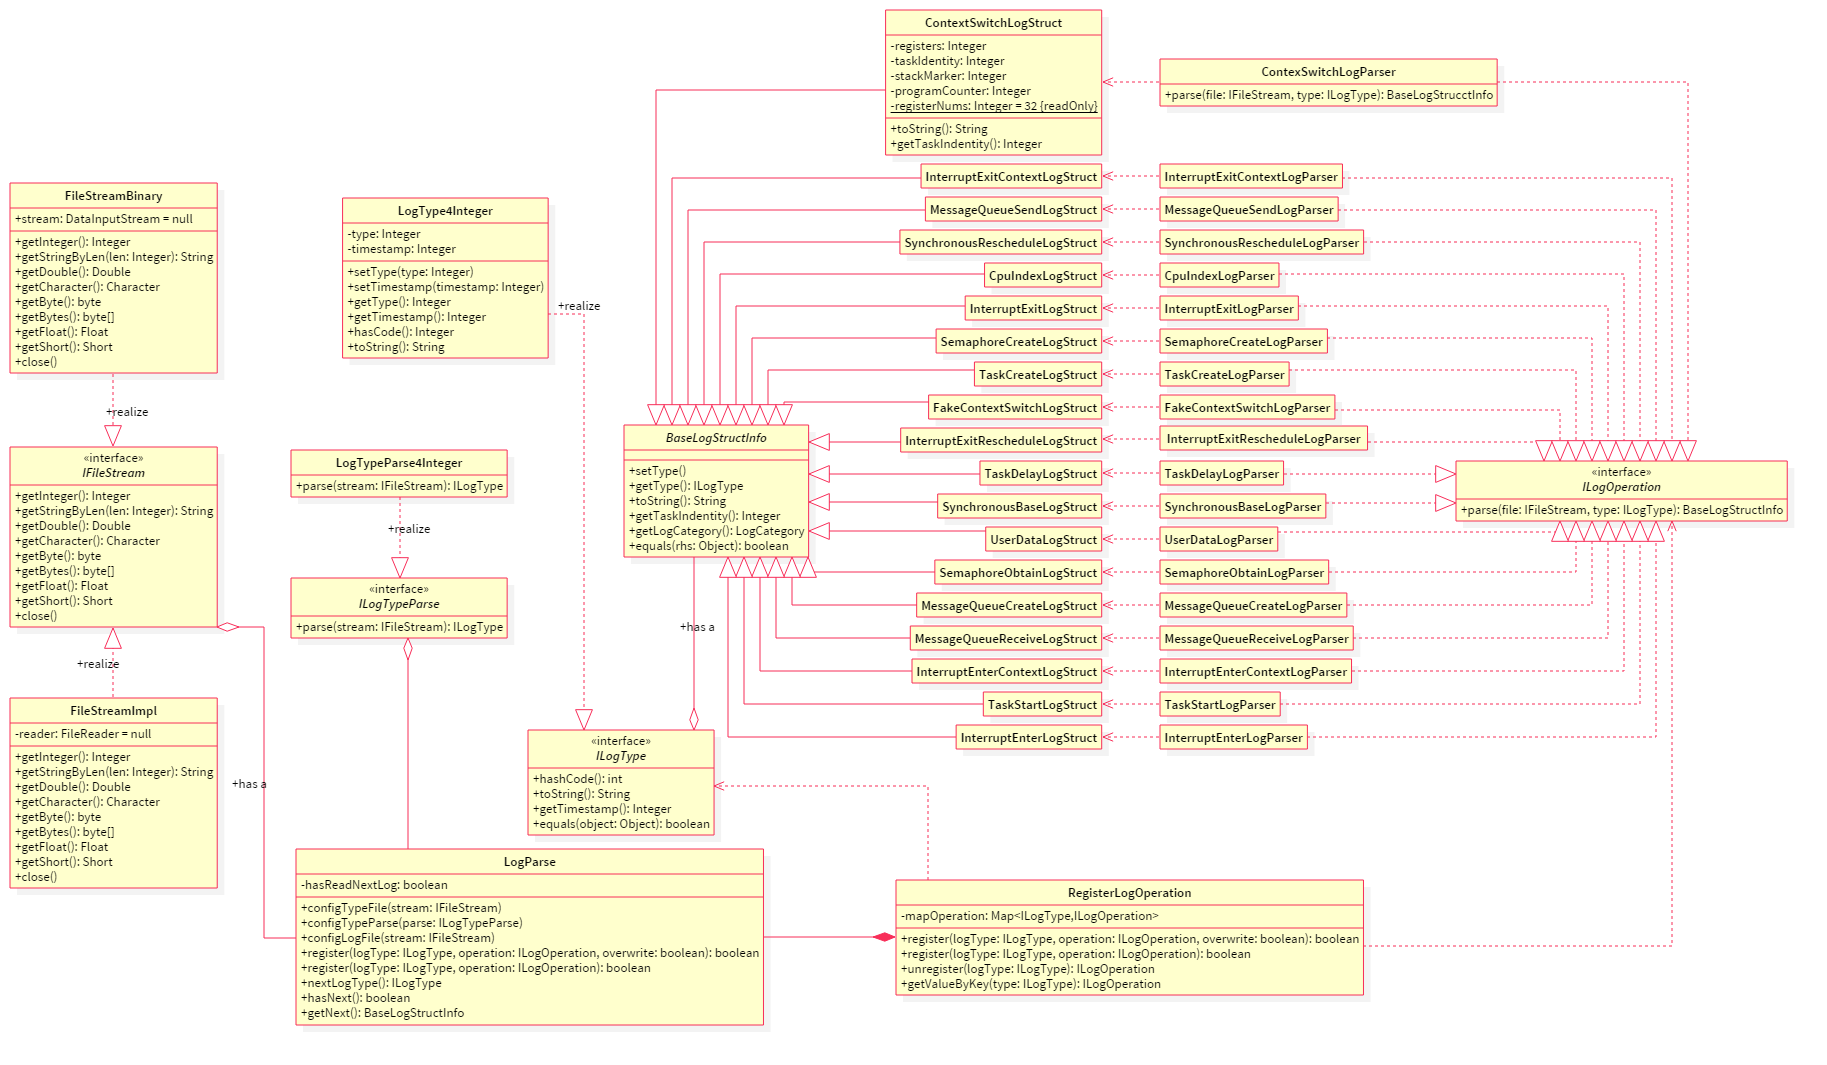 ContextSwitchLogStruct
-registers: Integer
-taskIdentity: Integer
-stackMarker: Integer
-programCounter: Integer
-registerNums: Integer = 32 {readOnly}
+toString(): String
+getTaskIndentity(): Integer
ContexSwitchLogParser
+parse(file: IFileStream, type: ILogType): BaseLogStrucctInfo
InterruptExitContextLogStruct
InterruptExitContextLogParser
MessageQueueSendLogStruct
MessageQueueSendLogParser
SynchronousRescheduleLogStruct
SynchronousRescheduleLogParser
CpuIndexLogStruct
CpuIndexLogParser
InterruptExitLogStruct
InterruptExitLogParser
SemaphoreCreateLogStruct
SemaphoreCreateLogParser
TaskCreateLogStruct
TaskCreateLogParser
FakeContextSwitchLogStruct
FakeContextSwitchLogParser
InterruptExitRescheduleLogStruct
InterruptExitRescheduleLogParser
TaskDelayLogStruct
TaskDelayLogParser
SynchronousBaseLogStruct
SynchronousBaseLogParser
UserDataLogStruct
UserDataLogParser
SemaphoreObtainLogStruct
SemaphoreObtainLogParser
MessageQueueCreateLogStruct
MessageQueueCreateLogParser
MessageQueueReceiveLogStruct
MessageQueueReceiveLogParser
InterruptEnterContextLogStruct
InterruptEnterContextLogParser
TaskStartLogStruct
TaskStartLogParser
InterruptEnterLogStruct
InterruptEnterLogParser
FileStreamBinary
+stream: DataInputStream = null
+getInteger(): Integer
+getStringByLen(len: Integer): String
+getDouble(): Double
+getCharacter(): Character
+getByte(): byte
+getBytes(): byte[]
+getFloat(): Float
+getShort(): Short
+close()
+realize
«interface»
IFileStream
+getInteger(): Integer
+getStringByLen(len: Integer): String
+getDouble(): Double
+getCharacter(): Character
+getByte(): byte
+getBytes(): byte[]
+getFloat(): Float
+getShort(): Short
+close()
+realize
FileStreamImpl
-reader: FileReader = null
+getInteger(): Integer
+getStringByLen(len: Integer): String
+getDouble(): Double
+getCharacter(): Character
+getByte(): byte
+getBytes(): byte[]
+getFloat(): Float
+getShort(): Short
+close()
+has a
LogType4Integer
-type: Integer
-timestamp: Integer
+setType(type: Integer)
+setTimestamp(timestamp: Integer)
+getType(): Integer
+getTimestamp(): Integer
+hasCode(): Integer
+toString(): String
+realize
LogTypeParse4Integer
+parse(stream: IFileStream): ILogType
+realize
«interface»
ILogTypeParse
+parse(stream: IFileStream): ILogType
BaseLogStructInfo
+setType()
+getType(): ILogType
+toString(): String
+getTaskIndentity(): Integer
+getLogCategory(): LogCategory
+equals(rhs: Object): boolean
+has a
«interface»
ILogOperation
+parse(file: IFileStream, type: ILogType): BaseLogStructInfo
«interface»
ILogType
+hashCode(): int
+toString(): String
+getTimestamp(): Integer
+equals(object: Object): boolean
LogParse
-hasReadNextLog: boolean
+configTypeFile(stream: IFileStream)
+configTypeParse(parse: ILogTypeParse)
+configLogFile(stream: IFileStream)
+register(logType: ILogType, operation: ILogOperation, overwrite: boolean): boolean
+register(logType: ILogType, operation: ILogOperation): boolean
+nextLogType(): ILogType
+hasNext(): boolean
+getNext(): BaseLogStructInfo
RegisterLogOperation
-mapOperation: Map<ILogType,ILogOperation>
+register(logType: ILogType, operation: ILogOperation, overwrite: boolean): boolean
+register(logType: ILogType, operation: ILogOperation): boolean
+unregister(logType: ILogType): ILogOperation
+getValueByKey(type: ILogType): ILogOperation